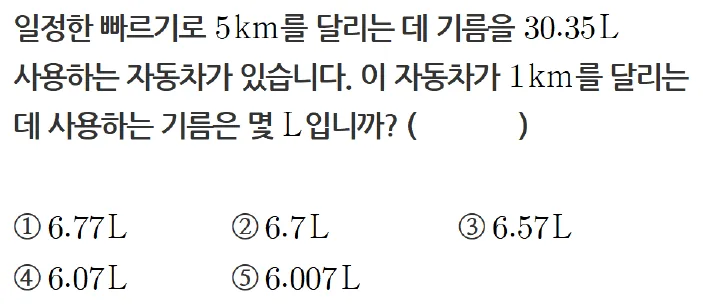 일정한 빠르기로 5km를 달리는 데 기름을 30.35L
사용하는 자동차가 있습니다. 이 자동차가 1km를 달리는
데 사용하는 기름은 몇 L입니까? (          )
① 6.77L ② 6.7L ③ 6.57L
④ 6.07L ⑤ 6.007L